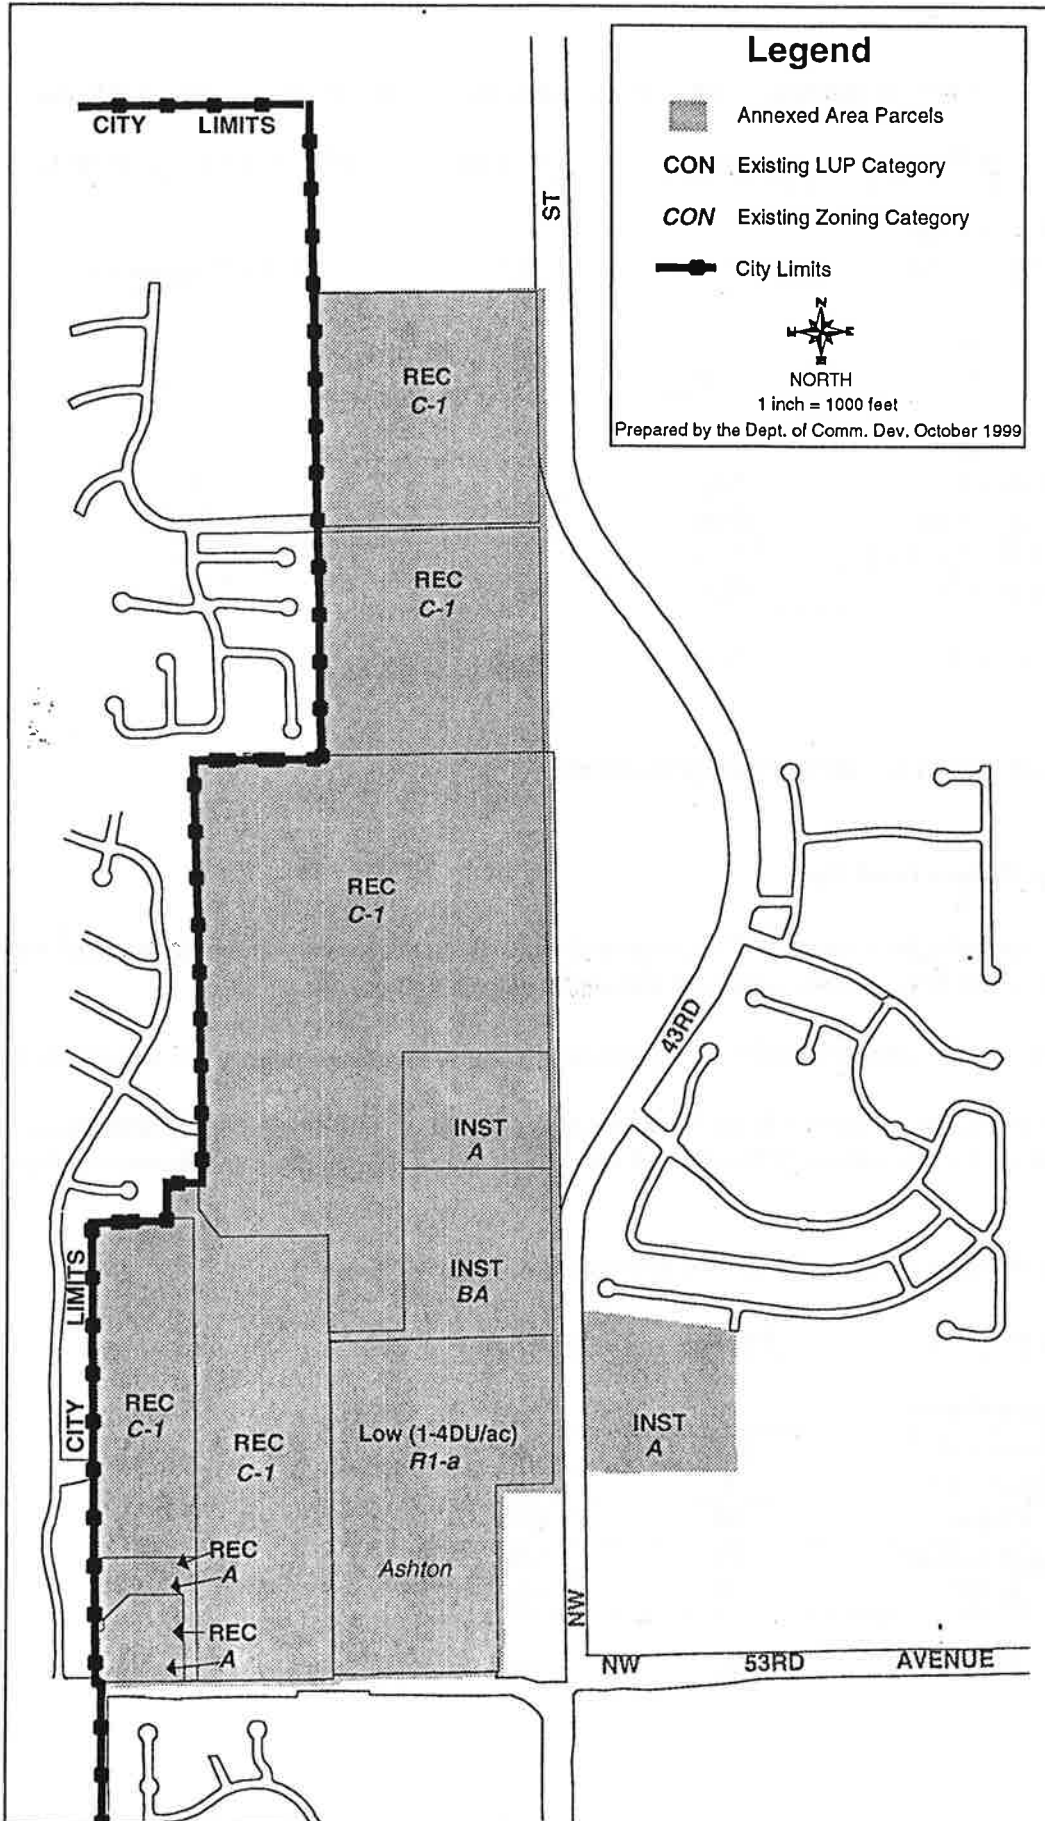 Legend
Annexed Area Parcels
CON Existing LUP Category
CON Existing Zoning Category
City Limits
N
E
NORTH
1 inch = 1000 feet
Prepared by the Dept. of Comm. Dev. October 1999
CITY LIMITS
ST
REC
C-1
REC
C-1
REC
C-1
43RD
INST
A
INST
BA
CITY LIMITS
REC
C-1
REC
C-1
Low (1-4DU/ac)
R1-a
INST
A
REC
A
Ashton
REC
A
NW
NW 53RD AVENUE